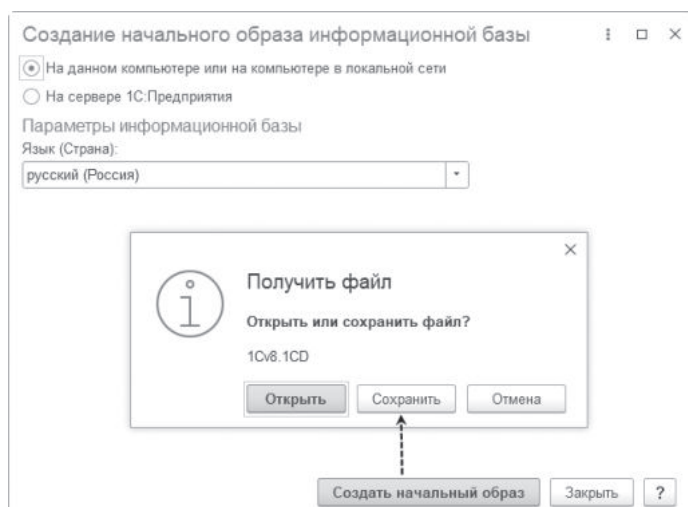 Создание начального образа информационной базы
На данном компьютере или на компьютере в локальной сети
На сервере 1С:Предприятия
Параметры информационной базы
Язык (Страна):
русский (Россия)
Получить файл
Открыть или сохранить файл?
1Cv8.1CD
Открыть Сохранить Отмена
Создать начальный образ Закрыть ?